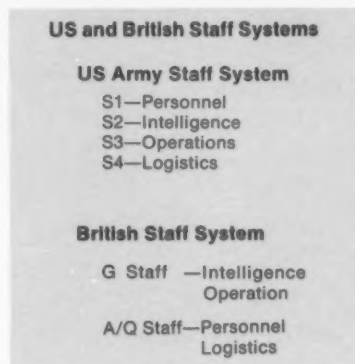 US and British Staff Systems
US Army Staff System
S1—Personnel
S2—Intelligence
S3—Operations
S4—Logistics
British Staff System
G Staff —Intelligence
Operation
A/Q Staff—Personnel
Logistics